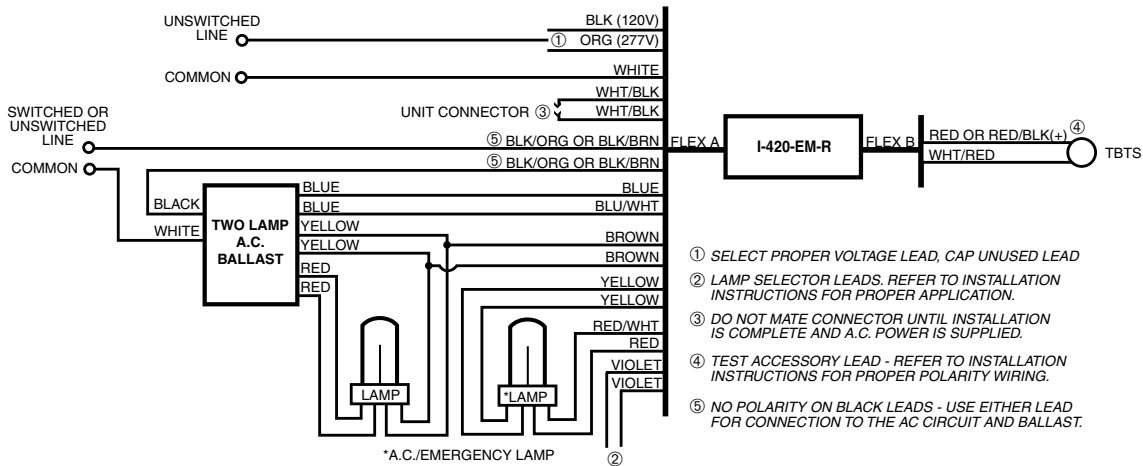 UNSWITCHED
LINE
BLK (120V)
① ORG (277V)
COMMON
WHITE
WHT/BLK
UNIT CONNECTOR ③
WHT/BLK
SWITCHED OR
UNSWITCHED
LINE
⑤ BLK/ORG OR BLK/BRN
COMMON
⑤ BLK/ORG OR BLK/BRN
FLEX A
I-420-EM-R
FLEX B
RED OR RED/BLK(+) ④
WHT/RED
TBTS
BLACK
WHITE
TWO LAMP
A.C.
BALLAST
BLUE
BLUE
YELLOW
YELLOW
RED
RED
BLUE
BLU/WHT
BROWN
BROWN
YELLOW
YELLOW
RED/WHT
RED
VIOLET
VIOLET
LAMP
*LAMP
*A.C./EMERGENCY LAMP
②
① SELECT PROPER VOLTAGE LEAD, CAP UNUSED LEAD
② LAMP SELECTOR LEADS. REFER TO INSTALLATION
INSTRUCTIONS FOR PROPER APPLICATION.
③ DO NOT MATE CONNECTOR UNTIL INSTALLATION
IS COMPLETE AND A.C. POWER IS SUPPLIED.
④ TEST ACCESSORY LEAD - REFER TO INSTALLATION
INSTRUCTIONS FOR PROPER POLARITY WIRING.
⑤ NO POLARITY ON BLACK LEADS - USE EITHER LEAD
FOR CONNECTION TO THE AC CIRCUIT AND BALLAST.